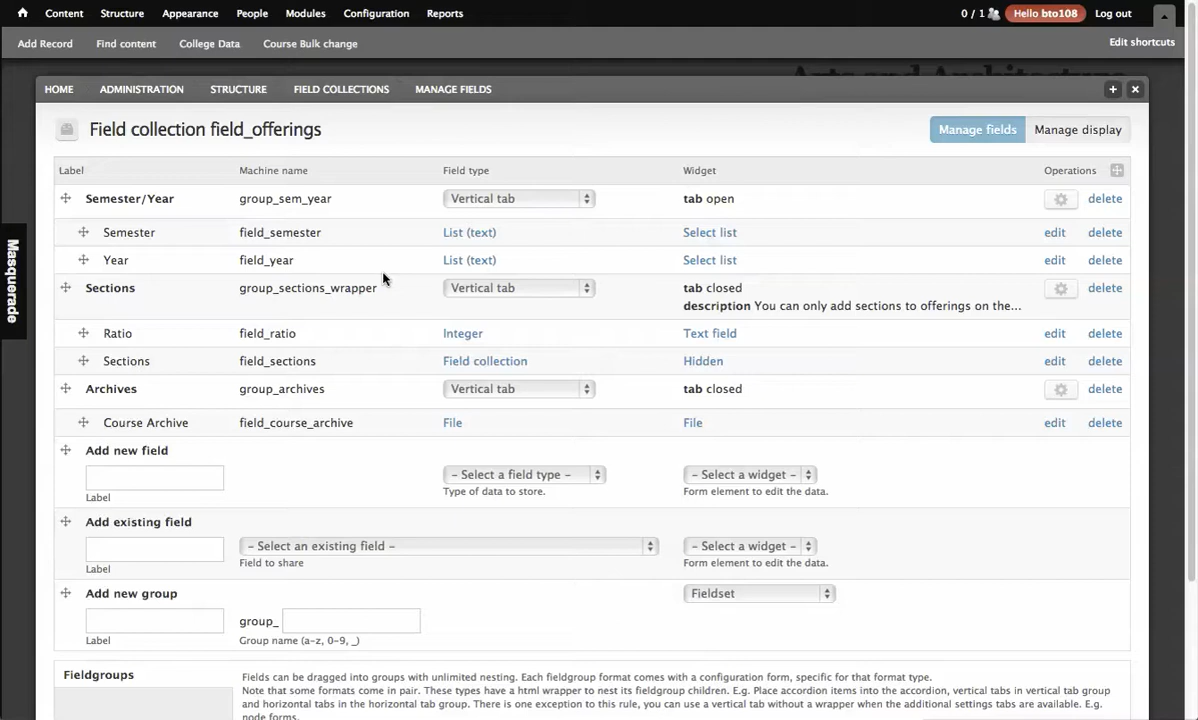 Content Structure Appearance People Modules Configuration Reports 0 / 1 Hello bto108 Log out
Add Record Find content College Data Course Bulk change Edit shortcuts
Arts and Architecture
HOME ADMINISTRATION STRUCTURE FIELD COLLECTIONS MANAGE FIELDS
Field collection field_offerings Manage fields Manage display
Label Machine name Field type Widget Operations
Semester/Year group_sem_year Vertical tab tab open delete
Semester field_semester List (text) Select list edit delete
Masquerade
Year field_year List (text) Select list edit delete
Sections group_sections_wrapper Vertical tab tab closed delete
description You can only add sections to offerings on the...
Ratio field_ratio Integer Text field edit delete
Sections field_sections Field collection Hidden edit delete
Archives group_archives Vertical tab tab closed delete
Course Archive field_course_archive File File edit delete
Add new field
– Select a field type – – Select a widget –
Label Type of data to store. Form element to edit the data.
Add existing field
– Select an existing field – – Select a widget –
Label Field to share Form element to edit the data.
Add new group Fieldset
group_
Label Group name (a-z, 0-9, _)
Fieldgroups Fields can be dragged into groups with unlimited nesting. Each fieldgroup format comes with a configuration form, specific for that format type.
Note that some formats come in pair. These types have a html wrapper to nest its fieldgroup children. E.g. Place accordion items into the accordion, vertical tabs in vertical tab group
and horizontal tabs in the horizontal tab group. There is one exception to this rule, you can use a vertical tab without a wrapper when the additional settings tabs are available. E.g.
node forms.